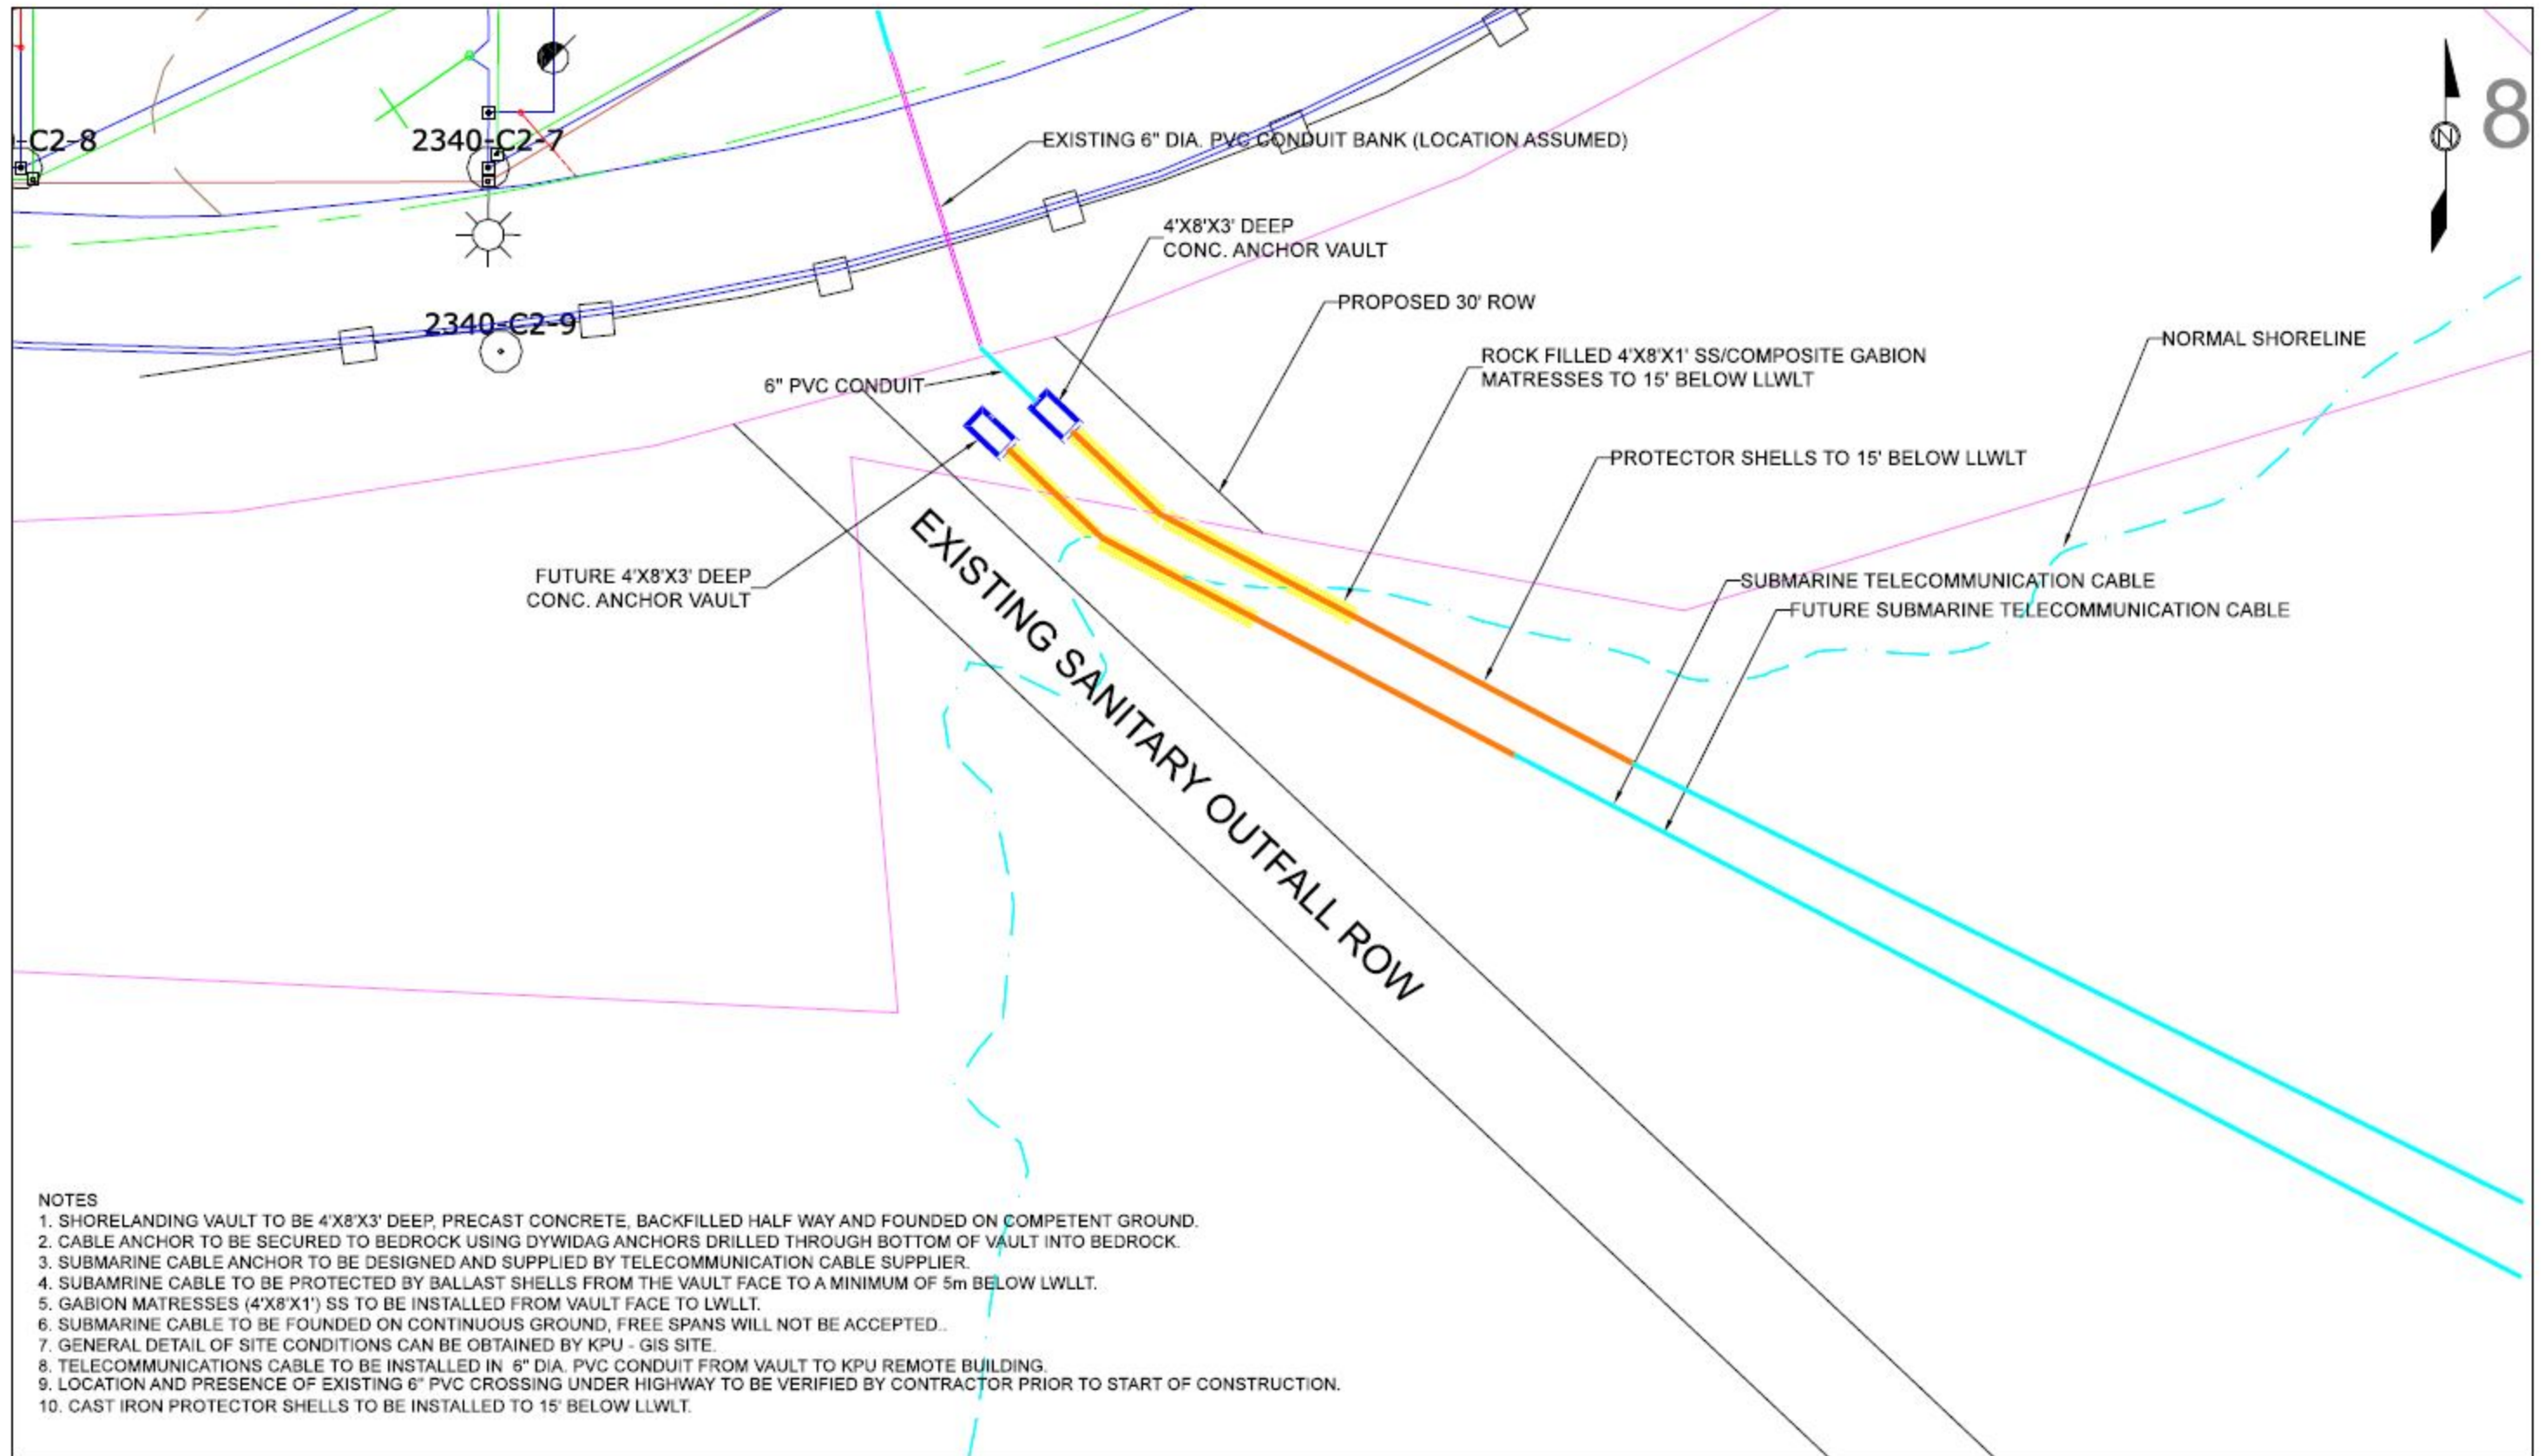 8
N
-C2-8
2340-C2-7
EXISTING 6" DIA. PVC CONDUIT BANK (LOCATION ASSUMED)
4'X8'X3' DEEP
CONC. ANCHOR VAULT
PROPOSED 30' ROW
2340-C2-9
NORMAL SHORELINE
ROCK FILLED 4'X8'X1' SS/COMPOSITE GABION
MATRESSES TO 15' BELOW LLWLT
6" PVC CONDUIT
PROTECTOR SHELLS TO 15' BELOW LLWLT
FUTURE 4'X8'X3' DEEP
CONC. ANCHOR VAULT
SUBMARINE TELECOMMUNICATION CABLE
FUTURE SUBMARINE TELECOMMUNICATION CABLE
EXISTING SANITARY OUTFALL ROW
NOTES
1. SHORELANDING VAULT TO BE 4'X8'X3' DEEP, PRECAST CONCRETE, BACKFILLED HALF WAY AND FOUNDED ON COMPETENT GROUND.
2. CABLE ANCHOR TO BE SECURED TO BEDROCK USING DYWIDAG ANCHORS DRILLED THROUGH BOTTOM OF VAULT INTO BEDROCK.
3. SUBMARINE CABLE ANCHOR TO BE DESIGNED AND SUPPLIED BY TELECOMMUNICATION CABLE SUPPLIER.
4. SUBAMRINE CABLE TO BE PROTECTED BY BALLAST SHELLS FROM THE VAULT FACE TO A MINIMUM OF 5m BELOW LWLLT.
5. GABION MATRESSES (4'X8'X1') SS TO BE INSTALLED FROM VAULT FACE TO LWLLT.
6. SUBMARINE CABLE TO BE FOUNDED ON CONTINUOUS GROUND, FREE SPANS WILL NOT BE ACCEPTED..
7. GENERAL DETAIL OF SITE CONDITIONS CAN BE OBTAINED BY KPU - GIS SITE.
8. TELECOMMUNICATIONS CABLE TO BE INSTALLED IN 6" DIA. PVC CONDUIT FROM VAULT TO KPU REMOTE BUILDING.
9. LOCATION AND PRESENCE OF EXISTING 6" PVC CROSSING UNDER HIGHWAY TO BE VERIFIED BY CONTRACTOR PRIOR TO START OF CONSTRUCTION.
10. CAST IRON PROTECTOR SHELLS TO BE INSTALLED TO 15' BELOW LLWLT.